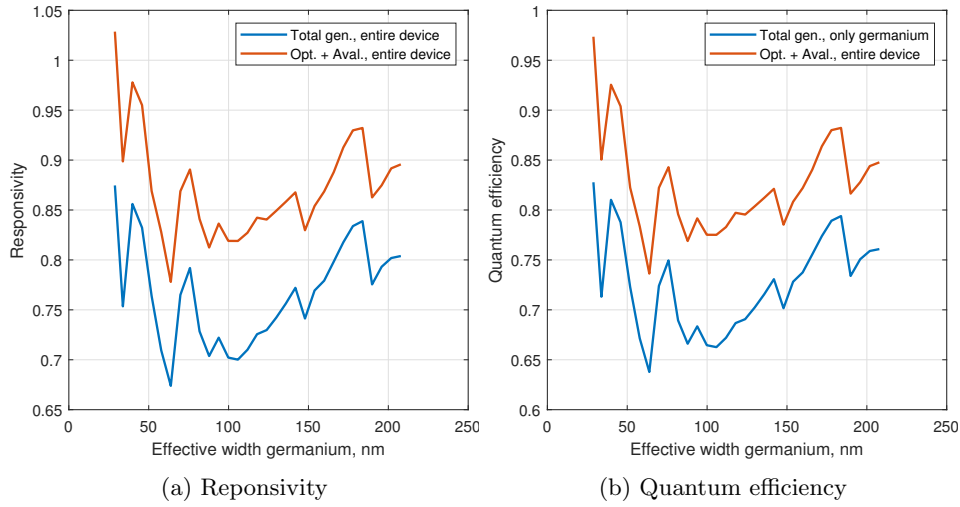 1.05
1
0.95
0.9
0.85
0.8
0.75
0.7
0.65
Responsivity
Total gen., entire device
Opt. + Aval., entire device
0 50 100 150 200 250
Effective width germanium, nm
(a) Reponsivity
1
0.95
0.9
0.85
0.8
0.75
0.7
0.65
0.6
Quantum efficiency
Total gen., only germanium
Opt. + Aval., entire device
0 50 100 150 200 250
Effective width germanium, nm
(b) Quantum efficiency